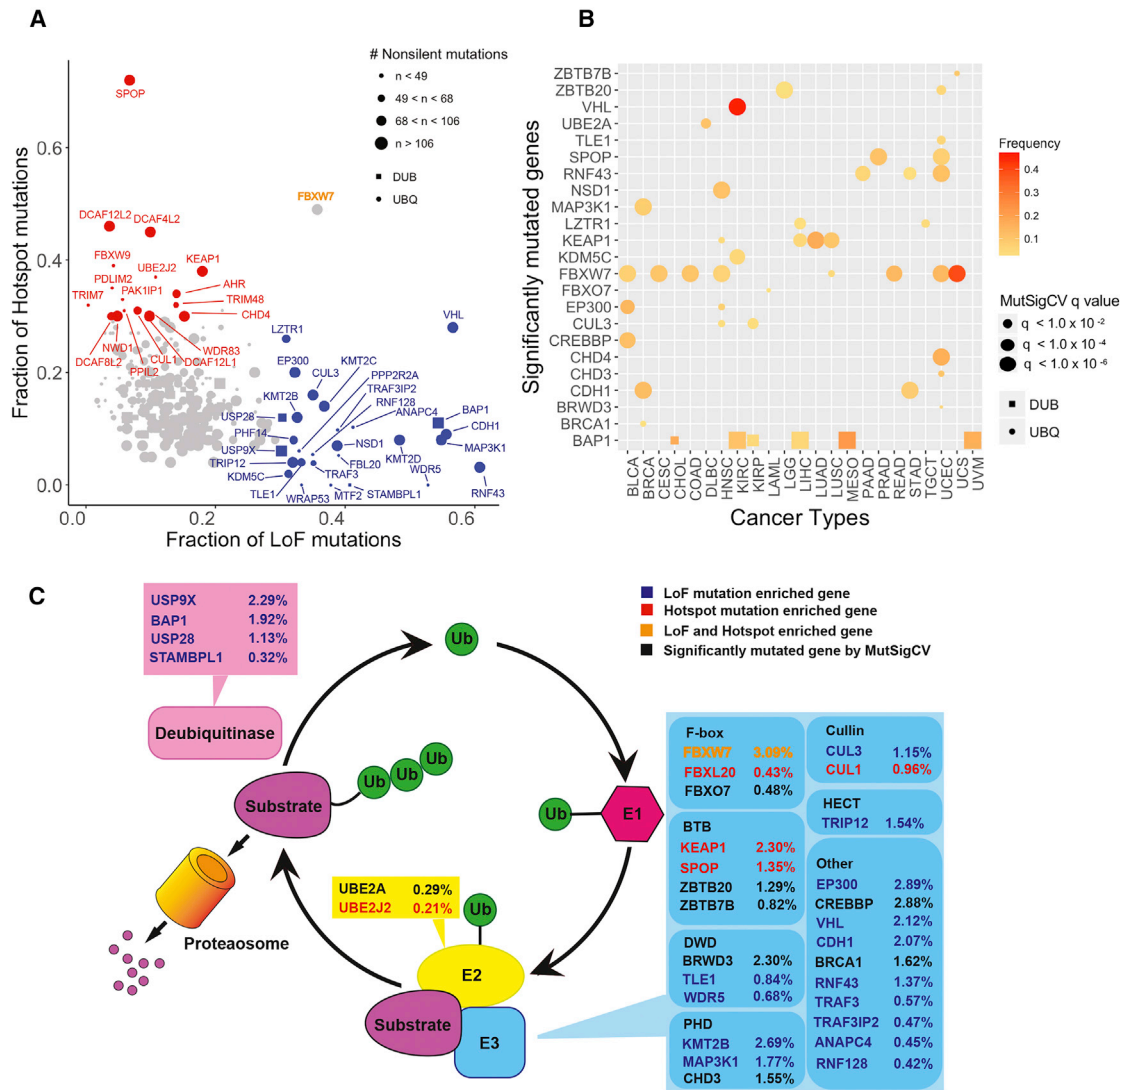 A
Fraction of Hotspot mutations
0.6
0.4
0.2
0.0
0.0
0.2
0.4
0.6
Fraction of LoF mutations
# Nonsilent mutations
n < 49
49 < n < 68
68 < n < 106
n > 106
DUB
UBQ
SPOP
FBXW7
DCAF12L2
DCAF4L2
FBXW9
UBE2J2
KEAP1
PDLIM2
AHR
TRIM7
PAK1IP1
TRIM48
CHD4
NWD1
CUL1
WDR83
DCAF8L2
DCAF12L1
PPIL2
LZTR1
VHL
EP300
KMT2C
CUL3
PPP2R2A
TRAF3IP2
KMT2B
RNF128
USP28
ANAPC4
BAP1
PHF14
CDH1
USP9X
NSD1
MAP3K1
TRIP12
FBL20
KMT2D
KDM5C
TRAF3
WDR5
TLE1
WRAP53
MTF2
STAMBPL1
RNF43
B
Significantly mutated genes
ZBTB7B
ZBTB20
VHL
UBE2A
TLE1
SPOP
RNF43
NSD1
MAP3K1
LZTR1
KEAP1
KDM5C
FBXW7
FBXO7
EP300
CUL3
CREBBP
CHD4
CHD3
CDH1
BRWD3
BRCA1
BAP1
BLCA
BRCA
CESC
CHOL
COAD
DLBC
HNSC
KIRC
KIRP
LAML
LGG
LIHC
LUAD
LUSC
MESO
PAAD
PRAD
READ
STAD
TGCT
UCEC
UCS
UVM
Cancer Types
Frequency
0.4
0.3
0.2
0.1
MutSigCV q value
q < 1.0 x 10 -2
q < 1.0 x 10 -4
q < 1.0 x 10 -6
DUB
UBQ
C
USP9X 2.29%
BAP1 1.92%
USP28 1.13%
STAMBPL1 0.32%
Deubiquitinase
LoF mutation enriched gene
Hotspot mutation enriched gene
LoF and Hotspot enriched gene
Significantly mutated gene by MutSigCV
Ub
Ub
Ub
Ub
Substrate
Ub
E1
Proteaosome
UBE2A 0.29%
UBE2J2 0.21%
Ub
E2
Substrate
E3
F-box
FBXW7 3.09%
FBXL20 0.43%
FBXO7 0.48%
BTB
KEAP1 2.30%
SPOP 1.35%
ZBTB20 1.29%
ZBTB7B 0.82%
DWD
BRWD3 2.30%
TLE1 0.84%
WDR5 0.68%
PHD
KMT2B 2.69%
MAP3K1 1.77%
CHD3 1.55%
Cullin
CUL3 1.15%
CUL1 0.96%
HECT
TRIP12 1.54%
Other
EP300 2.89%
CREBBP 2.88%
VHL 2.12%
CDH1 2.07%
BRCA1 1.62%
RNF43 1.37%
TRAF3 0.57%
TRAF3IP2 0.47%
ANAPC4 0.45%
RNF128 0.42%